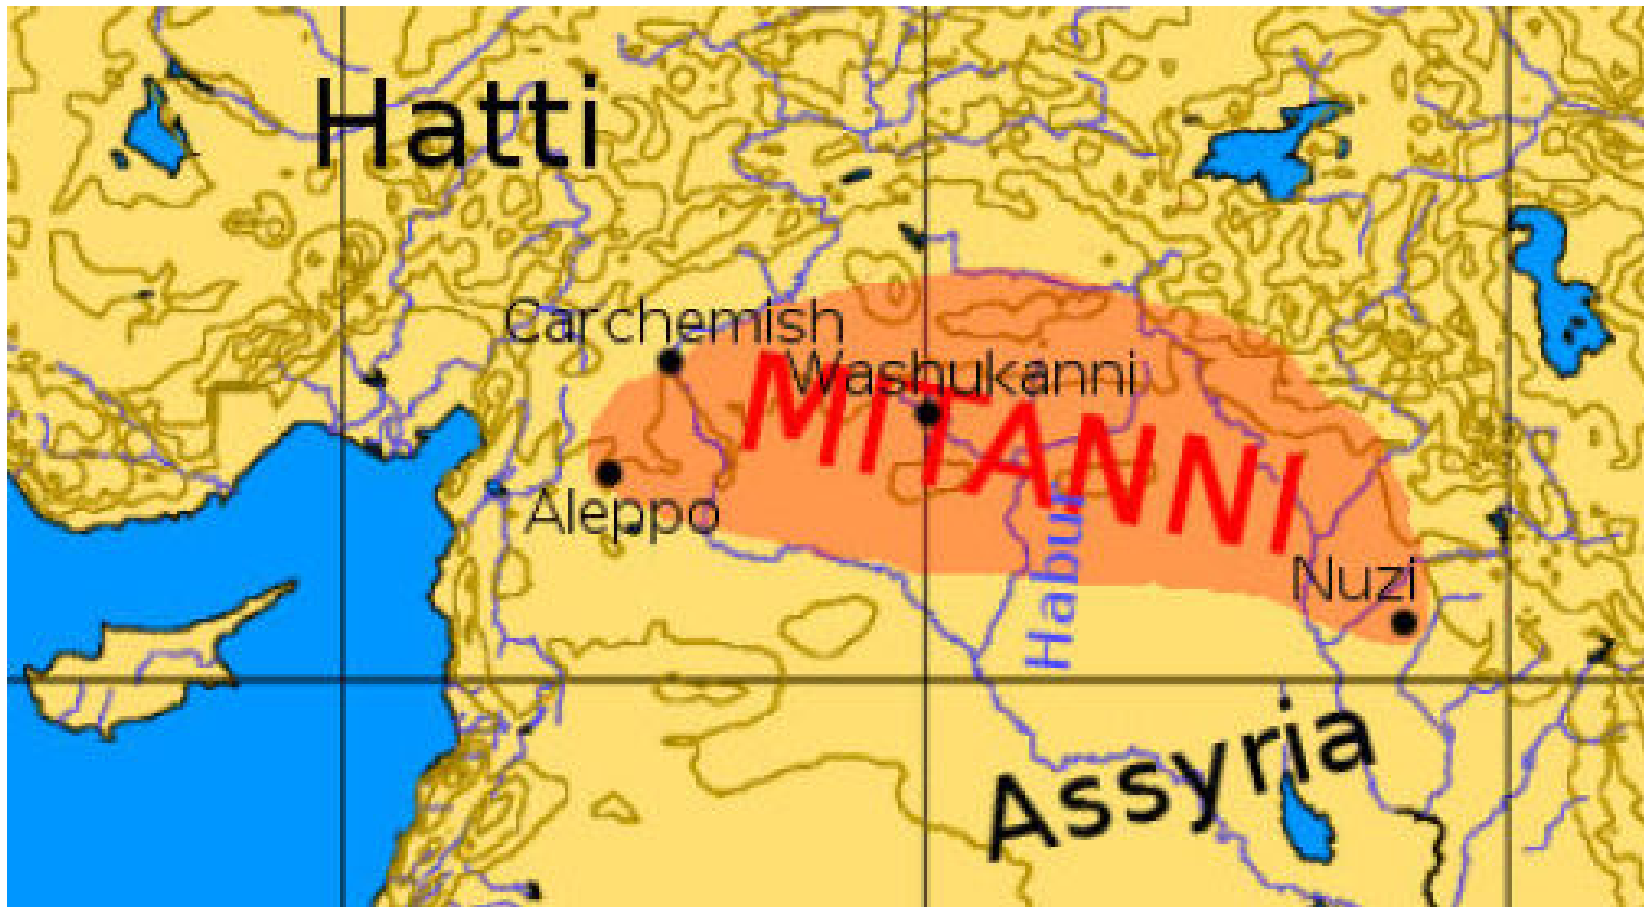 Hatti
Carchemish
Washukanni
MITANNI
Aleppo
Habur
Nuzi
Assyria